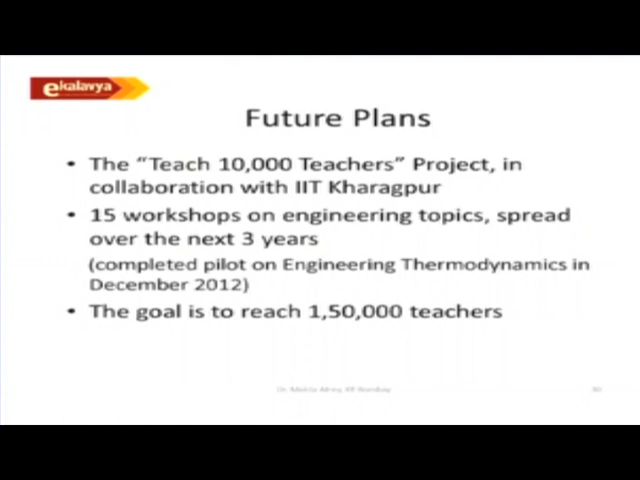 ekalavya
Future Plans
• The “Teach 10,000 Teachers” Project, in
collaboration with IIT Kharagpur
• 15 workshops on engineering topics, spread
over the next 3 years
(completed pilot on Engineering Thermodynamics in
December 2012)
• The goal is to reach 1,50,000 teachers
IIT Bombay